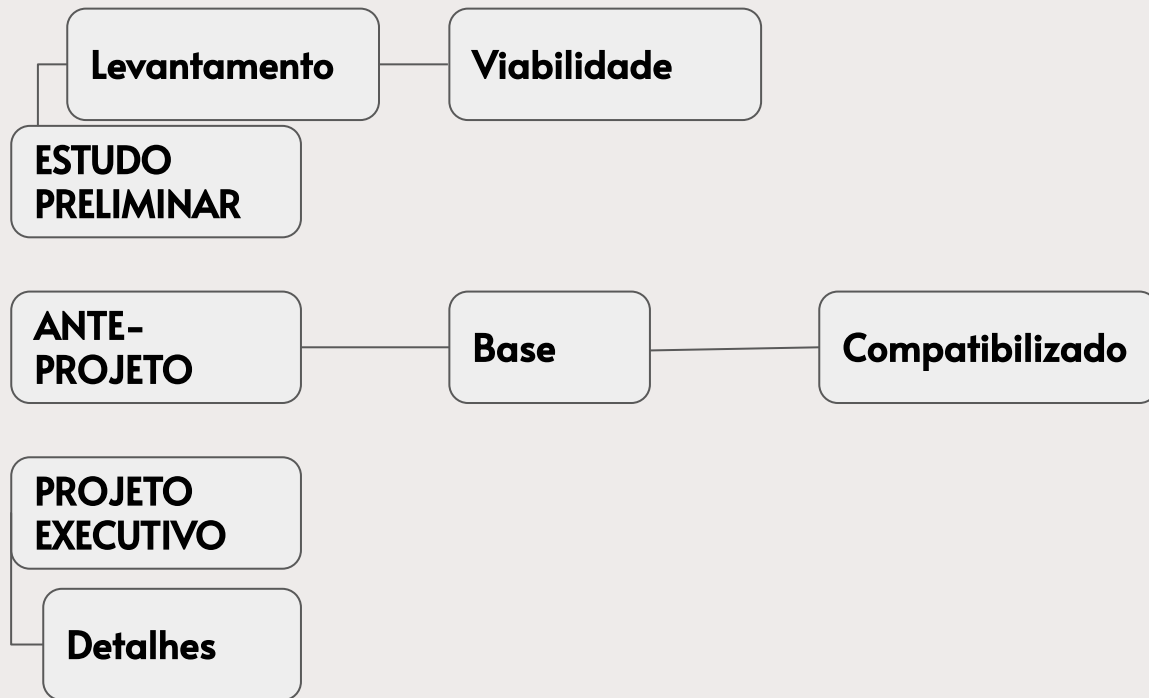 Levantamento
Viabilidade
ESTUDO
PRELIMINAR
ANTE-
PROJETO
Base
Compatibilizado
PROJETO
EXECUTIVO
Detalhes